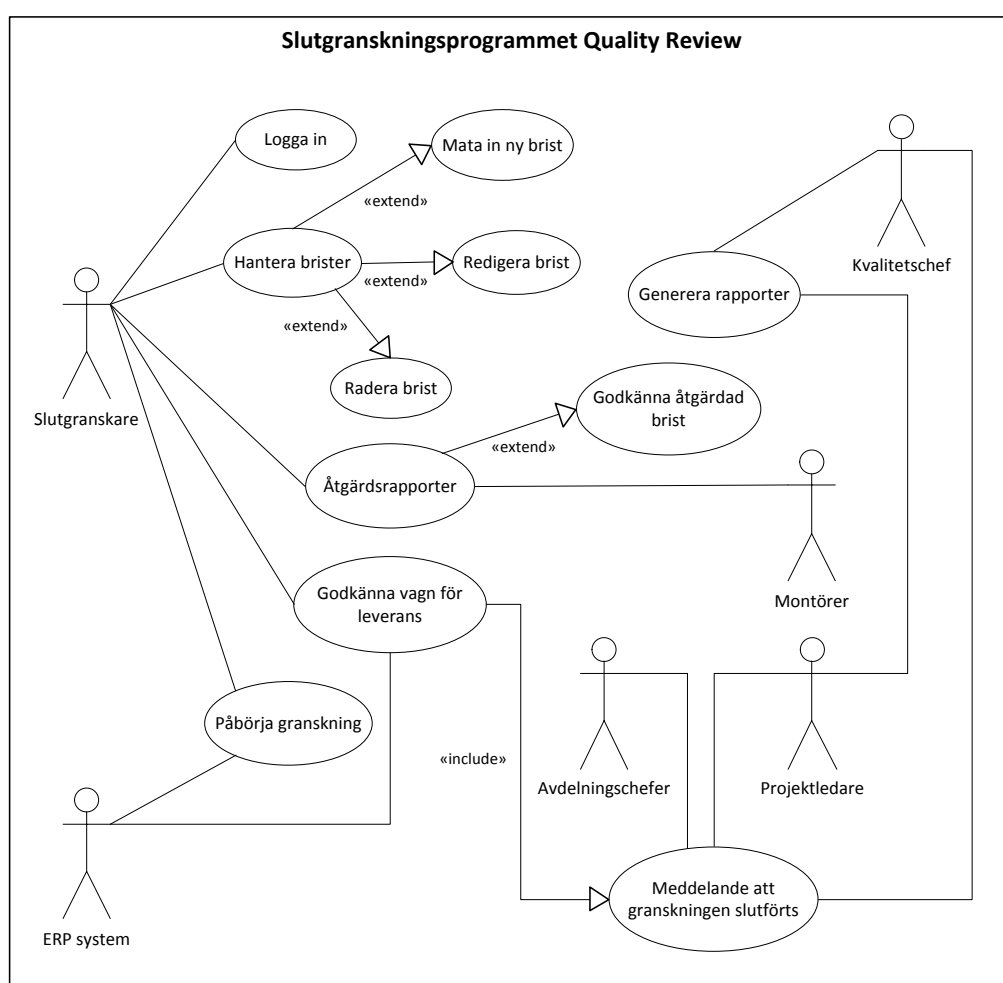 Slutgranskningsprogrammet Quality Review
Logga in
Mata in ny brist
«extend»
Hantera brister
«extend»
Redigera brist
Kvalitetschef
Generera rapporter
«extend»
Radera brist
Slutgranskare
Godkänna åtgärdad
brist
«extend»
Åtgärdsrapporter
Montörer
Godkänna vagn för
leverans
Påbörja granskning
«include»
Avdelningschefer
Projektledare
Meddelande att
granskningen slutförts
ERP system